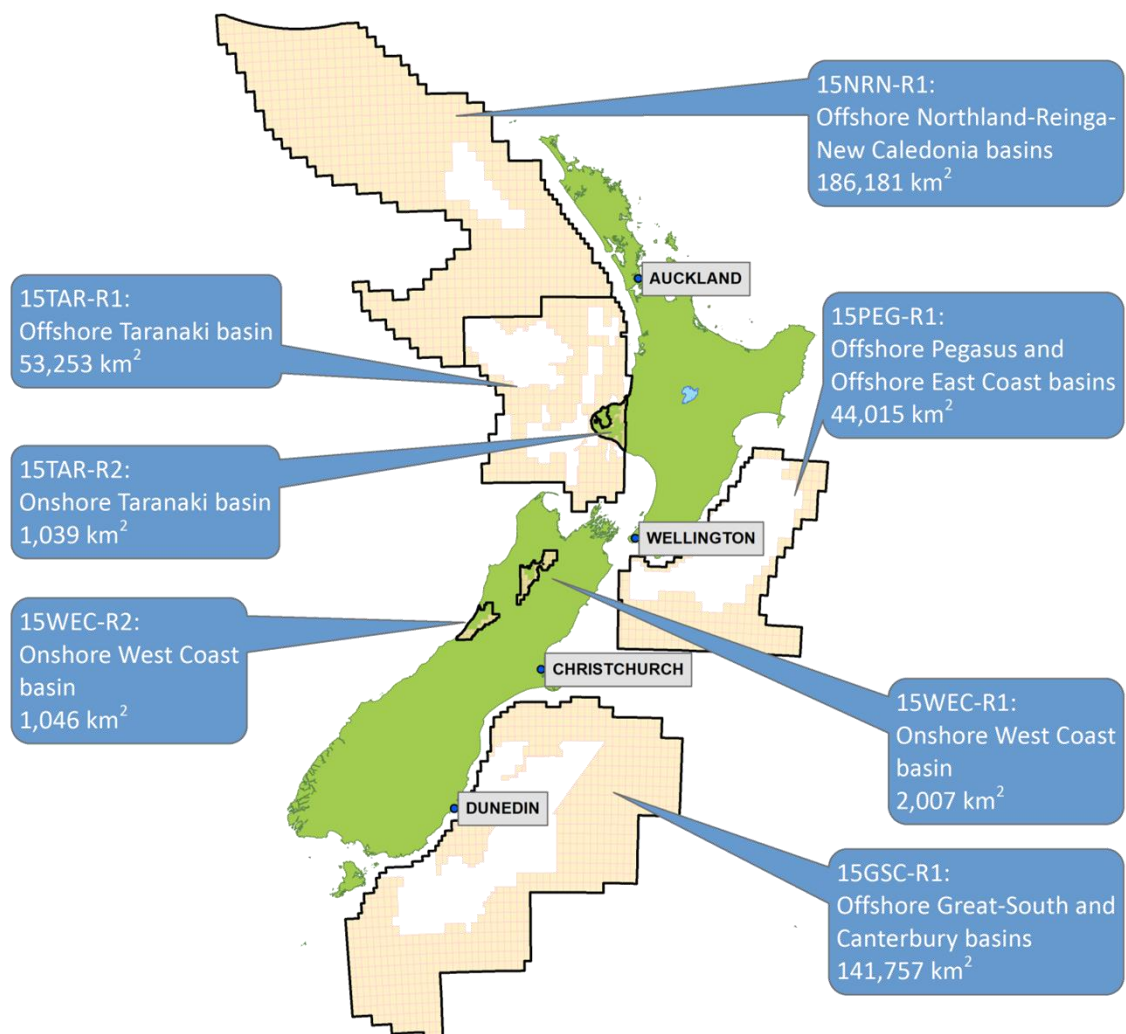 15NRN-R1:
Offshore Northland-Reinga-
New Caledonia basins
186,181 km²
AUCKLAND
15TAR-R1:
Offshore Taranaki basin
53,253 km²
15PEG-R1:
Offshore Pegasus and
Offshore East Coast basins
44,015 km²
15TAR-R2:
Onshore Taranaki basin
1,039 km²
WELLINGTON
15WEC-R2:
Onshore West Coast
basin
1,046 km²
CHRISTCHURCH
15WEC-R1:
Onshore West Coast
basin
2,007 km²
DUNEDIN
15GSC-R1:
Offshore Great-South and
Canterbury basins
141,757 km²